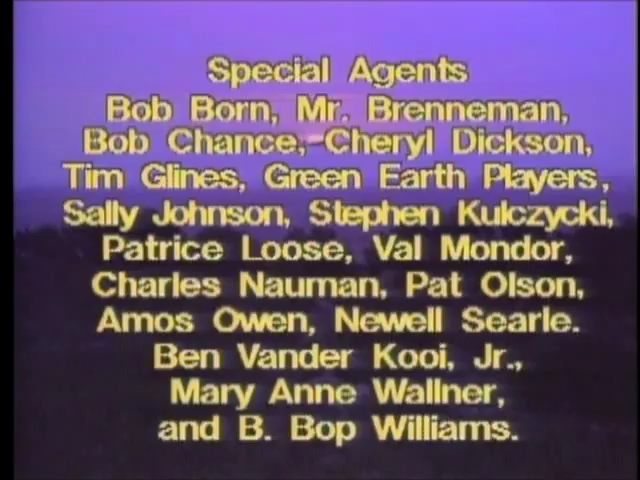 Special Agents
Bob Born, Mr. Brenneman,
Bob Chance, Cheryl Dickson,
Tim Glines, Green Earth Players,
Sally Johnson, Stephen Kulczycki,
Patrice Loose, Val Mondor,
Charles Nauman, Pat Olson,
Amos Owen, Newell Searle.
Ben Vander Kooi, Jr.,
Mary Anne Wallner,
and B. Bop Williams.